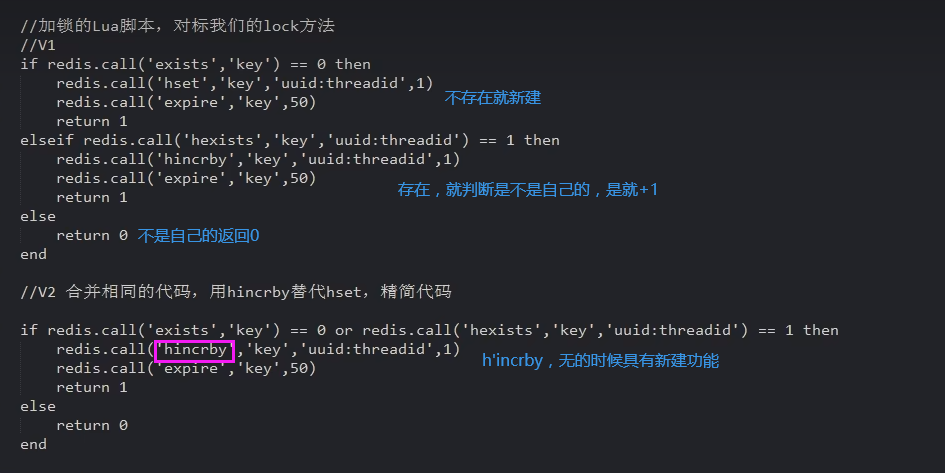 //加锁的Lua脚本，对标我们的lock方法
//V1
if redis.call('exists','key') == 0 then
    redis.call('hset','key','uuid:threadid',1)
    redis.call('expire','key',50) 不存在就新建
    return 1
elseif redis.call('hexists','key','uuid:threadid') == 1 then
    redis.call('hincrby','key','uuid:threadid',1)
    redis.call('expire','key',50) 存在，就判断是不是自己的，是就+1
    return 1
else
    return 0 不是自己的返回0
end
//V2 合并相同的代码，用hincrby替代hset，精简代码
if redis.call('exists','key') == 0 or redis.call('hexists','key','uuid:threadid') == 1 then
    redis.call('hincrby','key','uuid:threadid',1)
    redis.call('expire','key',50) h'incrby，无的时候具有新建功能
    return 1
else
    return 0
end